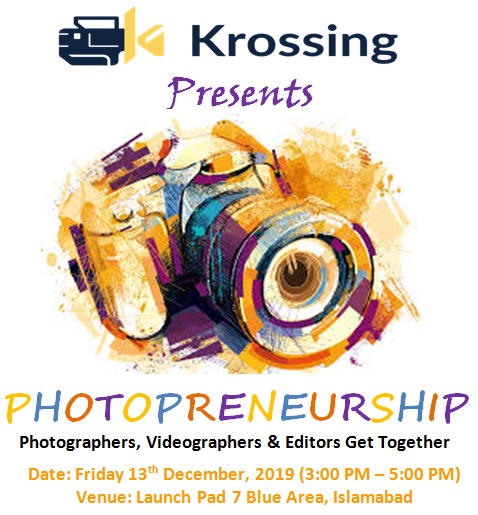 Krossing
Presents
PHOTOPRENEURSHIP
Photographers, Videographers & Editors Get Together
Date: Friday 13th December, 2019 (3:00 PM – 5:00 PM)
Venue: Launch Pad 7 Blue Area, Islamabad